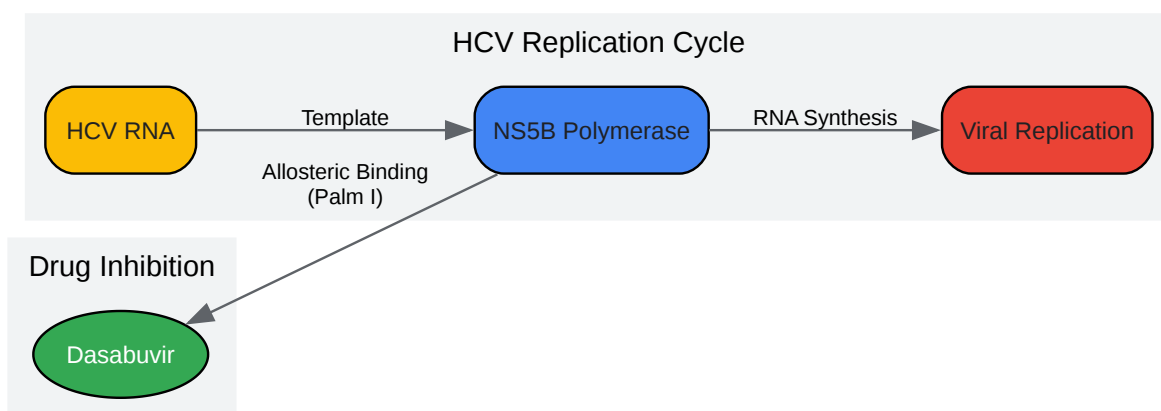 HCV Replication Cycle
HCV RNA
Template
NS5B Polymerase
RNA Synthesis
Viral Replication
Allosteric Binding
(Palm I)
Drug Inhibition
Dasabuvir